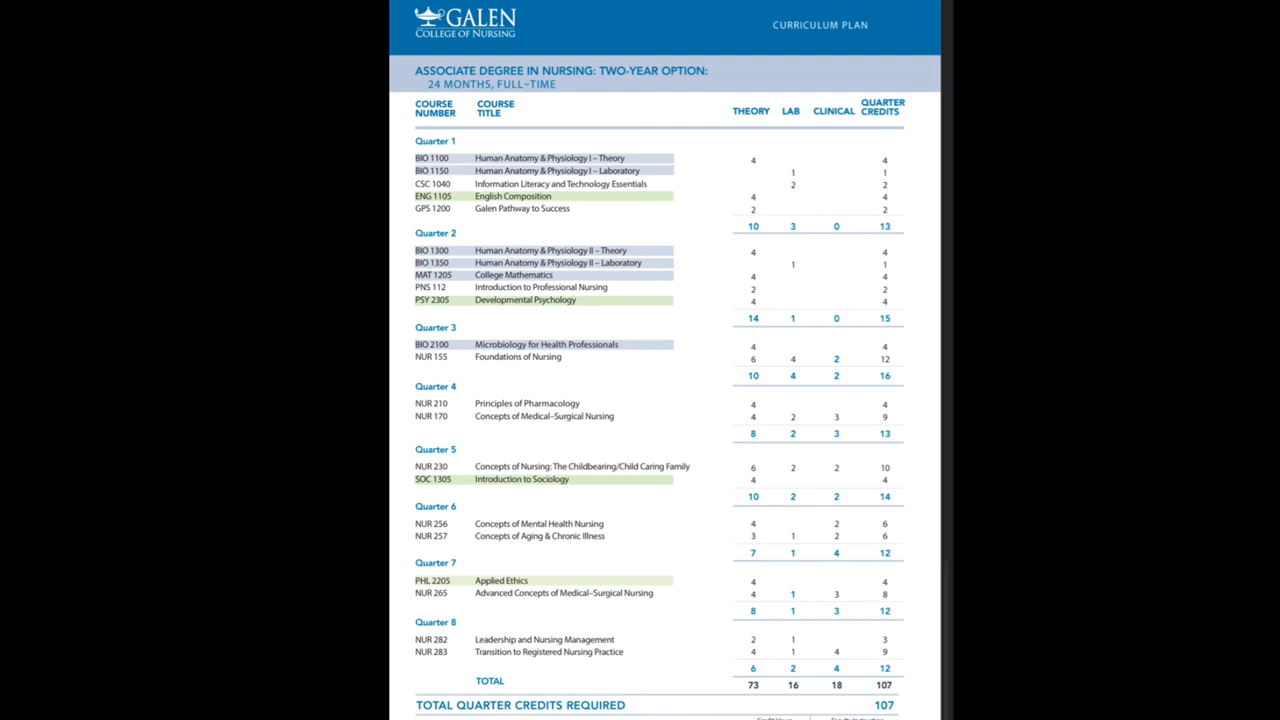 GALEN
COLLEGE OF NURSING
CURRICULUM PLAN
ASSOCIATE DEGREE IN NURSING: TWO-YEAR OPTION:
24 MONTHS, FULL-TIME
COURSE NUMBER COURSE TITLE THEORY LAB CLINICAL QUARTER CREDITS
Quarter 1
BIO 1100 Human Anatomy & Physiology I – Theory 4 4
BIO 1150 Human Anatomy & Physiology I – Laboratory 1 1
CSC 1040 Information Literacy and Technology Essentials 2 2
ENG 1105 English Composition 4 4
GPS 1200 Galen Pathway to Success 2 2
10 3 0 13
Quarter 2
BIO 1300 Human Anatomy & Physiology II – Theory 4 4
BIO 1350 Human Anatomy & Physiology II – Laboratory 1 1
MAT 1205 College Mathematics 4 4
PNS 112 Introduction to Professional Nursing 2 2
PSY 2305 Developmental Psychology 4 4
14 1 0 15
Quarter 3
BIO 2100 Microbiology for Health Professionals 4 4
NUR 155 Foundations of Nursing 6 4 2 12
10 4 2 16
Quarter 4
NUR 210 Principles of Pharmacology 4 4
NUR 170 Concepts of Medical–Surgical Nursing 4 2 3 9
8 2 3 13
Quarter 5
NUR 230 Concepts of Nursing: The Childbearing/Child Caring Family 6 2 2 10
SOC 1305 Introduction to Sociology 4 4
10 2 2 14
Quarter 6
NUR 256 Concepts of Mental Health Nursing 4 2 6
NUR 257 Concepts of Aging & Chronic Illness 3 1 2 6
7 1 4 12
Quarter 7
PHL 2205 Applied Ethics 4 4
NUR 265 Advanced Concepts of Medical–Surgical Nursing 4 1 3 8
8 1 3 12
Quarter 8
NUR 282 Leadership and Nursing Management 2 1 3
NUR 283 Transition to Registered Nursing Practice 4 1 4 9
6 2 4 12
TOTAL 73 16 18 107
TOTAL QUARTER CREDITS REQUIRED 107